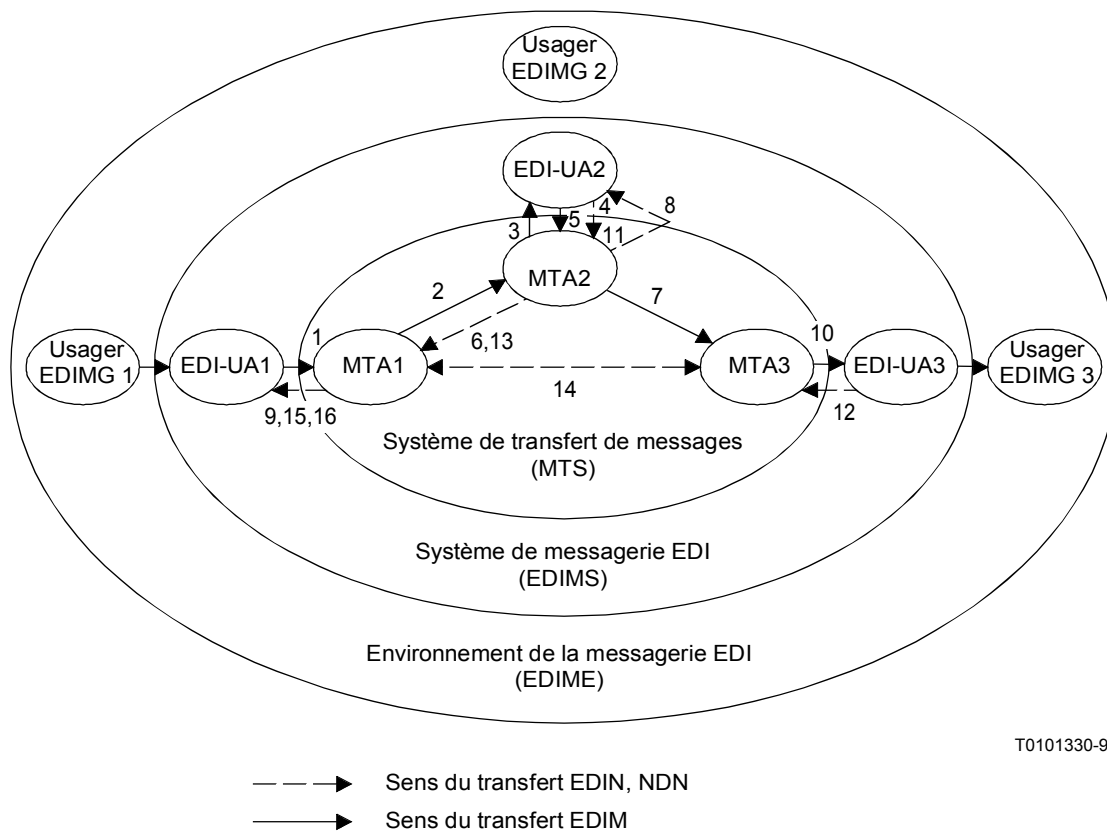 Usager
EDIMG 2
EDI-UA2
4
8
5
3
11
MTA2
2
7
6,13
1
10
Usager
EDIMG 1
EDI-UA1
MTA1
MTA3
EDI-UA3
Usager
EDIMG 3
14
9,15,16
12
Système de transfert de messages
(MTS)
Système de messagerie EDI
(EDIMS)
Environnement de la messagerie EDI
(EDIME)
T0101330-9
Sens du transfert EDIN, NDN
Sens du transfert EDIM